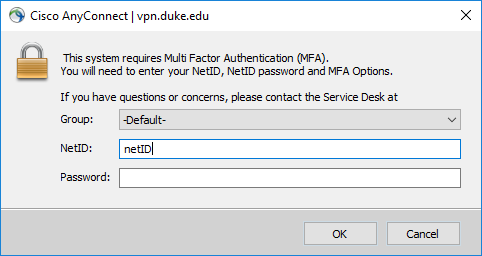 Cisco AnyConnect | vpn.duke.edu
This system requires Multi Factor Authentication (MFA).
You will need to enter your NetID, NetID password and MFA Options.
If you have questions or concerns, please contact the Service Desk at
Group: -Default-
NetID: netID
Password:
OK Cancel